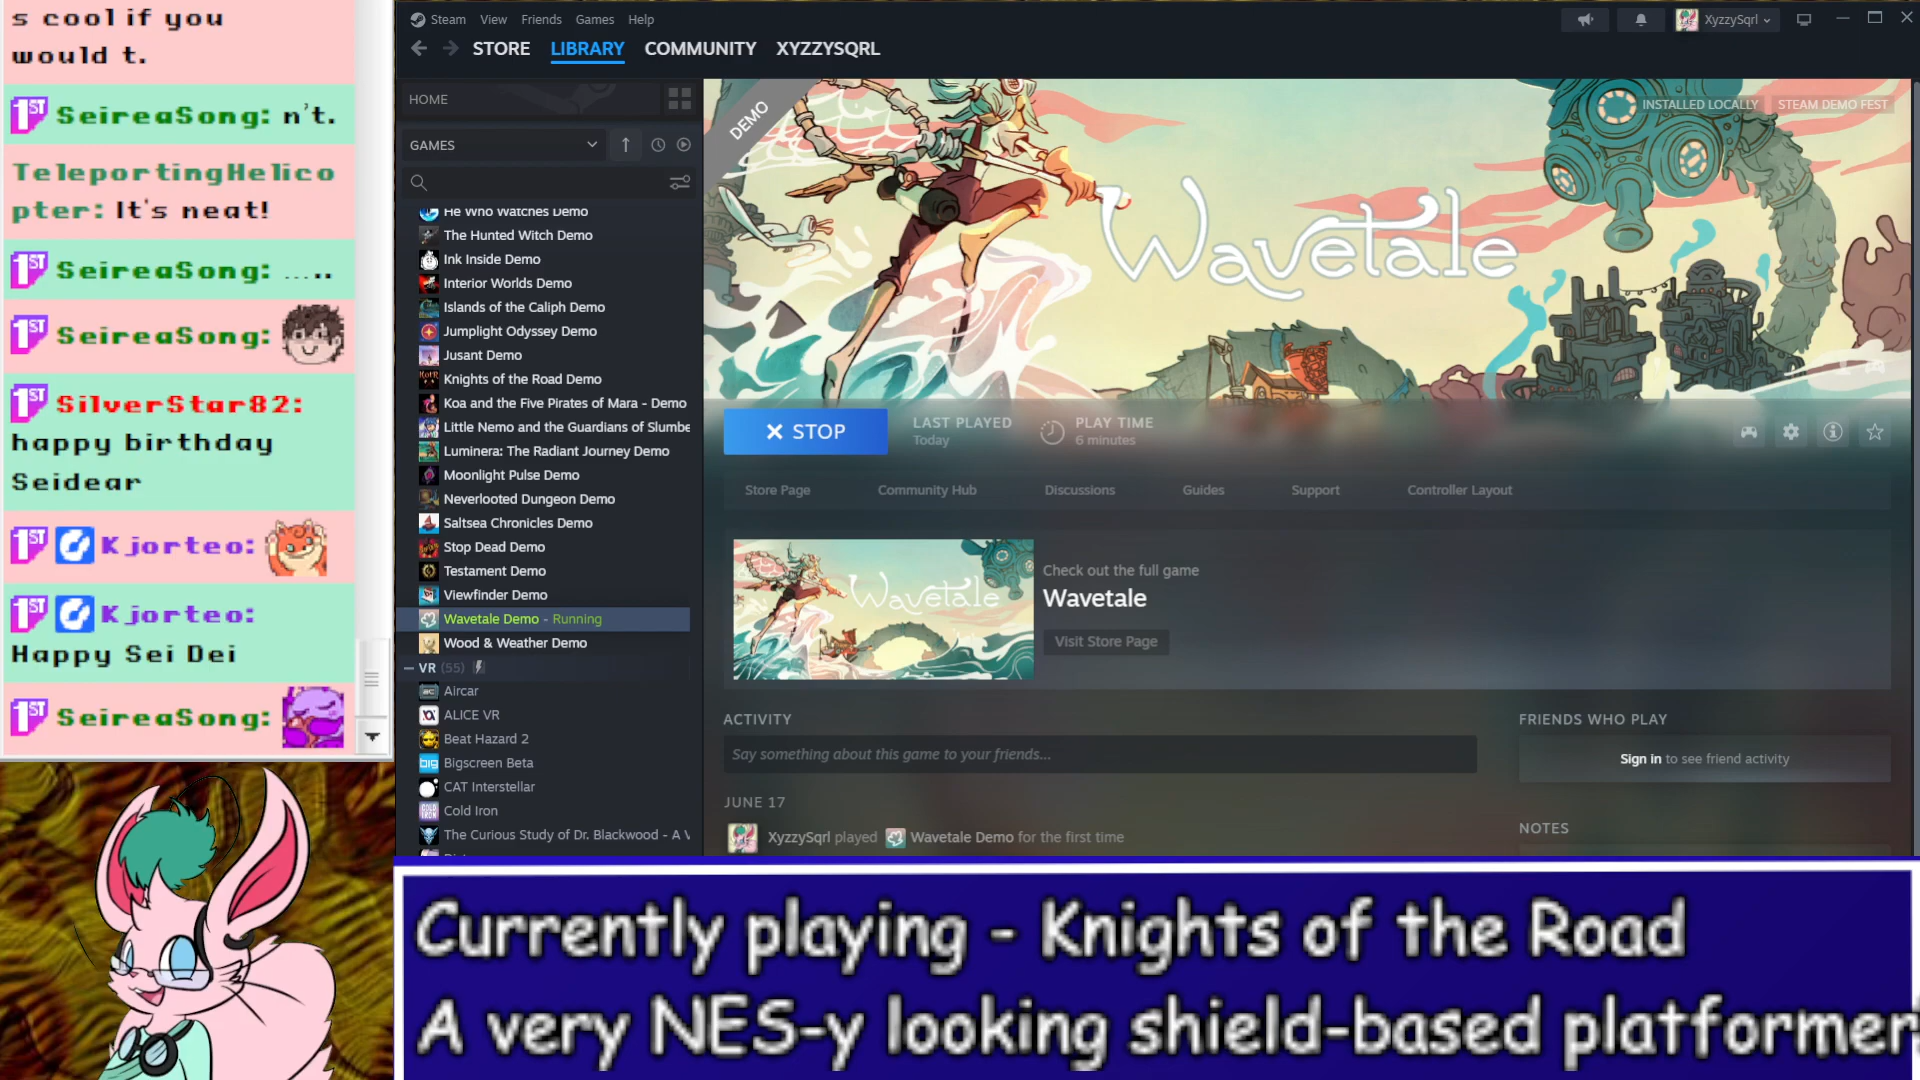 s cool if you
would t.
1ST SeireaSong: n't.
TeleportingHelico
pter: It's neat!
1ST SeireaSong: .....
1ST SeireaSong:
1ST SilverStar82:
happy birthday
Seidear
1ST Kjorteo:
1ST Kjorteo:
Happy Sei Dei
1ST SeireaSong:
Steam View Friends Games Help
XyzzySqrl
STORE LIBRARY COMMUNITY XYZZYSQRL
HOME
GAMES
He Who Watches Demo
The Hunted Witch Demo
Ink Inside Demo
Interior Worlds Demo
Islands of the Caliph Demo
Jumplight Odyssey Demo
Jusant Demo
Knights of the Road Demo
Koa and the Five Pirates of Mara - Demo
Little Nemo and the Guardians of Slumbe
Luminera: The Radiant Journey Demo
Moonlight Pulse Demo
Neverlooted Dungeon Demo
Saltsea Chronicles Demo
Stop Dead Demo
Testament Demo
Viewfinder Demo
Wavetale Demo - Running
Wood & Weather Demo
VR (55)
Aircar
ALICE VR
Beat Hazard 2
Bigscreen Beta
CAT Interstellar
Cold Iron
The Curious Study of Dr. Blackwood - A V
DEMO
INSTALLED LOCALLY STEAM DEMO FEST
Wavetale
STOP
LAST PLAYED
Today
PLAY TIME
6 minutes
Store Page Community Hub Discussions Guides Support Controller Layout
Wavetale
Check out the full game
Wavetale
Visit Store Page
ACTIVITY
Say something about this game to your friends...
JUNE 17
XyzzySqrl played Wavetale Demo for the first time
FRIENDS WHO PLAY
Sign in to see friend activity
NOTES
Currently playing - Knights of the Road
A very NES-y looking shield-based platformer